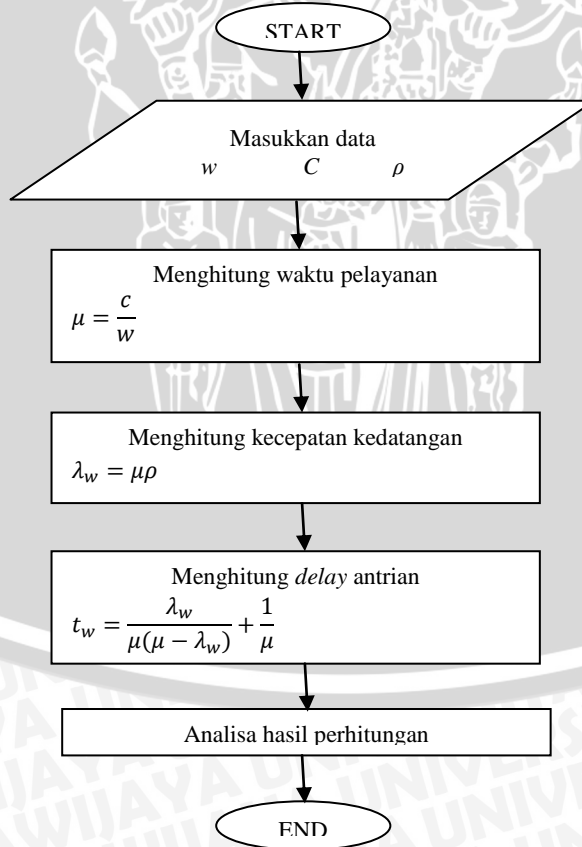 START
Masukkan data
w C ρ
Menghitung waktu pelayanan
μ = c/w
Menghitung kecepatan kedatangan
λ_w = μρ
Menghitung delay antrian
t_w = λ_w/(μ(μ − λ_w)) + 1/μ
Analisa hasil perhitungan
END